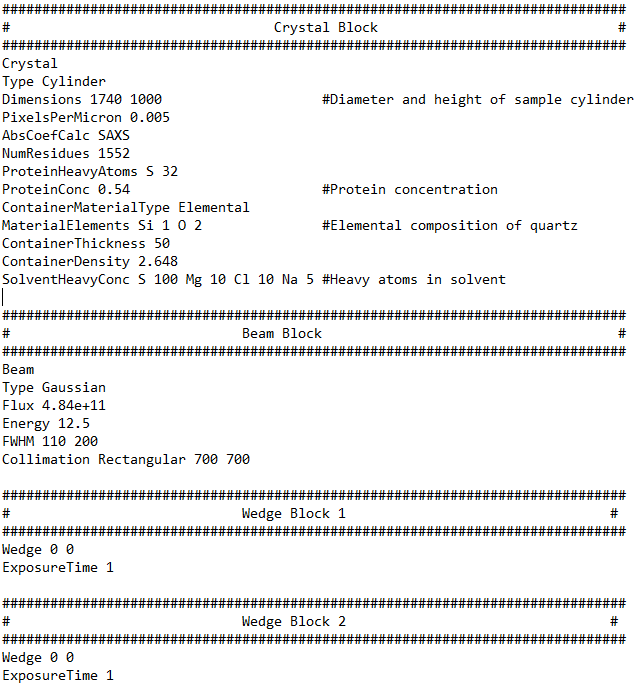 ##############################################################################
# Crystal Block #
##############################################################################
Crystal
Type Cylinder
Dimensions 1740 1000 #Diameter and height of sample cylinder
PixelsPerMicron 0.005
AbsCoefCalc SAXS
NumResidues 1552
ProteinHeavyAtoms S 32
ProteinConc 0.54 #Protein concentration
ContainerMaterialType Elemental
MaterialElements Si 1 O 2 #Elemental composition of quartz
ContainerThickness 50
ContainerDensity 2.648
SolventHeavyConc S 100 Mg 10 Cl 10 Na 5 #Heavy atoms in solvent
##############################################################################
# Beam Block #
##############################################################################
Beam
Type Gaussian
Flux 4.84e+11
Energy 12.5
FWHM 110 200
Collimation Rectangular 700 700
##############################################################################
# Wedge Block 1 #
##############################################################################
Wedge 0 0
ExposureTime 1
##############################################################################
# Wedge Block 2 #
##############################################################################
Wedge 0 0
ExposureTime 1